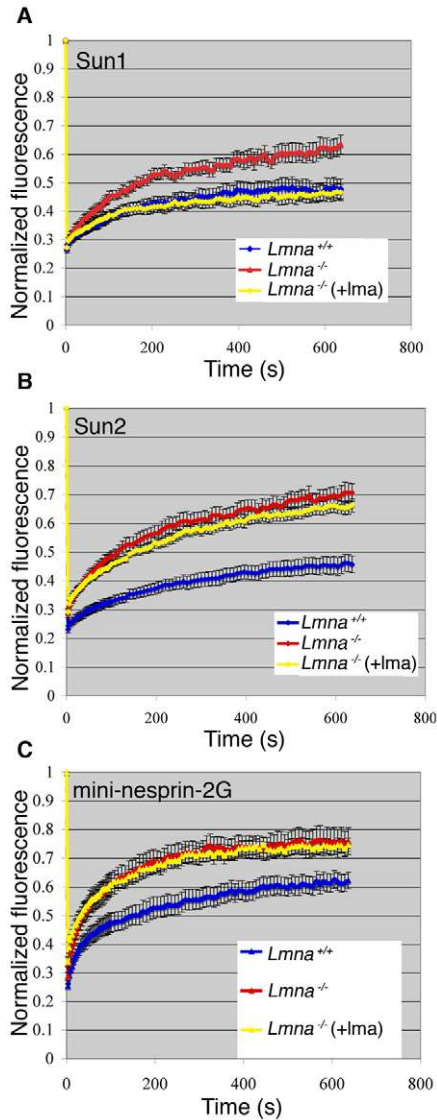 A
Sun1
1
0.9
0.8
0.7
0.6
0.5
0.4
0.3
0.2
0.1
0
Normalized fluorescence
Lmna +/+
Lmna -/-
Lmna -/- (+lma)
0 200 400 600 800
Time (s)
B
Sun2
1
0.9
0.8
0.7
0.6
0.5
0.4
0.3
0.2
0.1
0
Normalized fluorescence
Lmna +/+
Lmna -/-
Lmna -/- (+lma)
0 200 400 600 800
Time (s)
C
mini-nesprin-2G
1
0.9
0.8
0.7
0.6
0.5
0.4
0.3
0.2
0.1
0
Normalized fluorescence
Lmna +/+
Lmna -/-
Lmna -/- (+lma)
0 200 400 600 800
Time (s)